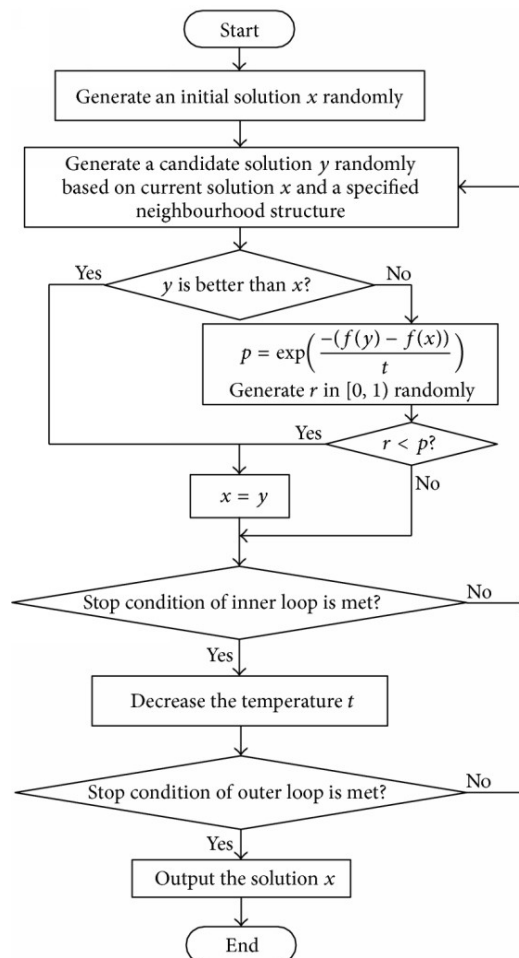 Start
Generate an initial solution x randomly
Generate a candidate solution y randomly
based on current solution x and a specified
neighbourhood structure
Yes
y is better than x?
No
p = exp(−(f(y) − f(x))/t)
Generate r in [0, 1) randomly
Yes
r < p?
No
x = y
Stop condition of inner loop is met?
No
Yes
Decrease the temperature t
Stop condition of outer loop is met?
No
Yes
Output the solution x
End